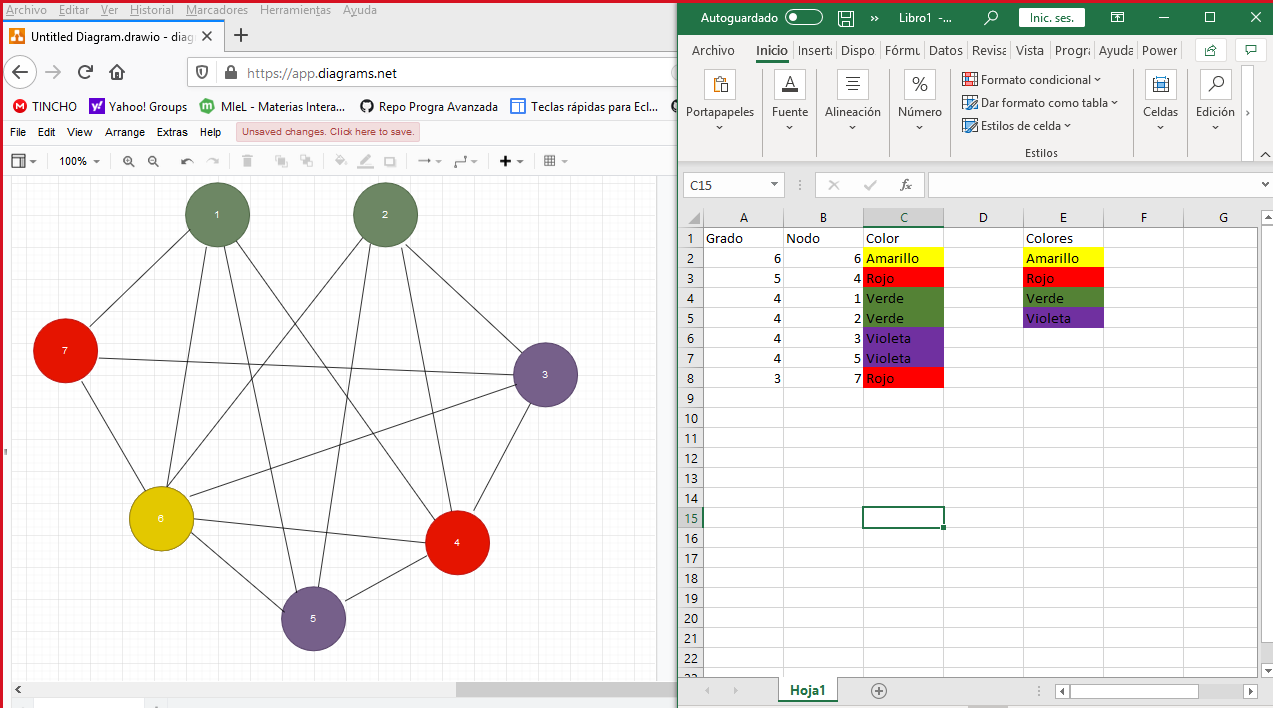 Archivo Editar Ver Historial Marcadores Herramientas Ayuda
Untitled Diagram.drawio - diag
https://app.diagrams.net
TINCHO Yahoo! Groups MIeL - Materias Intera... Repo Progra Avanzada Teclas rápidas para Ecl...
File Edit View Arrange Extras Help Unsaved changes. Click here to save.
100%
1
2
7
3
6
4
5
Autoguardado Libro1 -... Inic. ses.
Archivo Inicio Inserta Dispo Fórmu Datos Revisa Vista Progra Ayuda Power
Portapapeles Fuente Alineación Número Formato condicional Dar formato como tabla Estilos de celda Celdas Edición
Estilos
C15 fx
A B C D E F G
1 Grado Nodo Color Colores
2 6 6 Amarillo Amarillo
3 5 4 Rojo Rojo
4 4 1 Verde Verde
5 4 2 Verde Violeta
6 4 3 Violeta
7 4 5 Violeta
8 3 7 Rojo
9
10
11
12
13
14
15
16
17
18
19
20
21
22
Hoja1